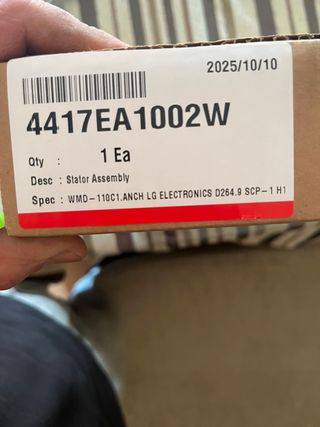 2025/10/10
4417EA1002W
Qty : 1 Ea
Desc : Stator Assembly
Spec : WMD-110C1.ANCH LG ELECTRONICS D264.9 SCP-1 H1